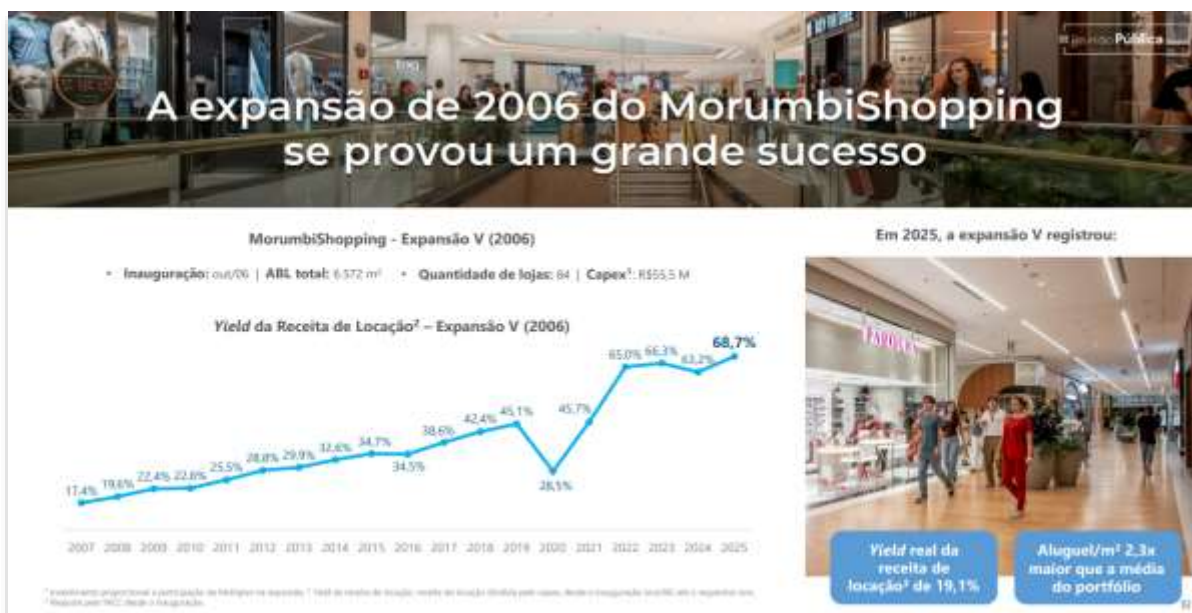 Reunião Pública
A expansão de 2006 do MorumbiShopping
se provou um grande sucesso
MorumbiShopping - Expansão V (2006)
• Inauguração: out/06 | ABL total: 6.572 m² • Quantidade de lojas: 84 | Capex¹: R$55,5 M
Yield da Receita de Locação² – Expansão V (2006)
17,4% 19,6% 22,4% 22,8% 25,5% 28,8% 29,9% 32,6% 34,7% 34,5% 38,6% 42,4% 45,1% 28,5% 45,7% 65,0% 66,3% 63,2% 68,7%
2007 2008 2009 2010 2011 2012 2013 2014 2015 2016 2017 2018 2019 2020 2021 2022 2023 2024 2025
Em 2025, a expansão V registrou:
Yield real da
receita de
locação³ de 19,1%
Aluguel/m² 2,3x
maior que a média
do portfólio